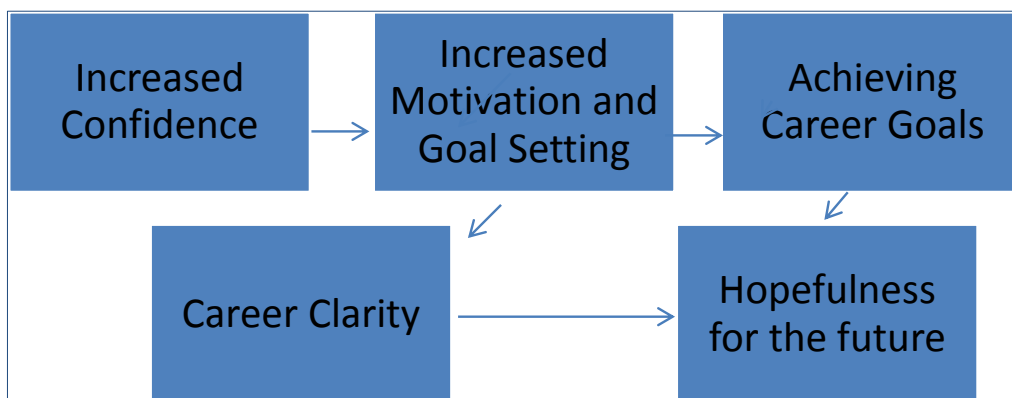 Increased
Confidence
Increased
Motivation and
Goal Setting
Achieving
Career Goals
Career Clarity
Hopefulness
for the future